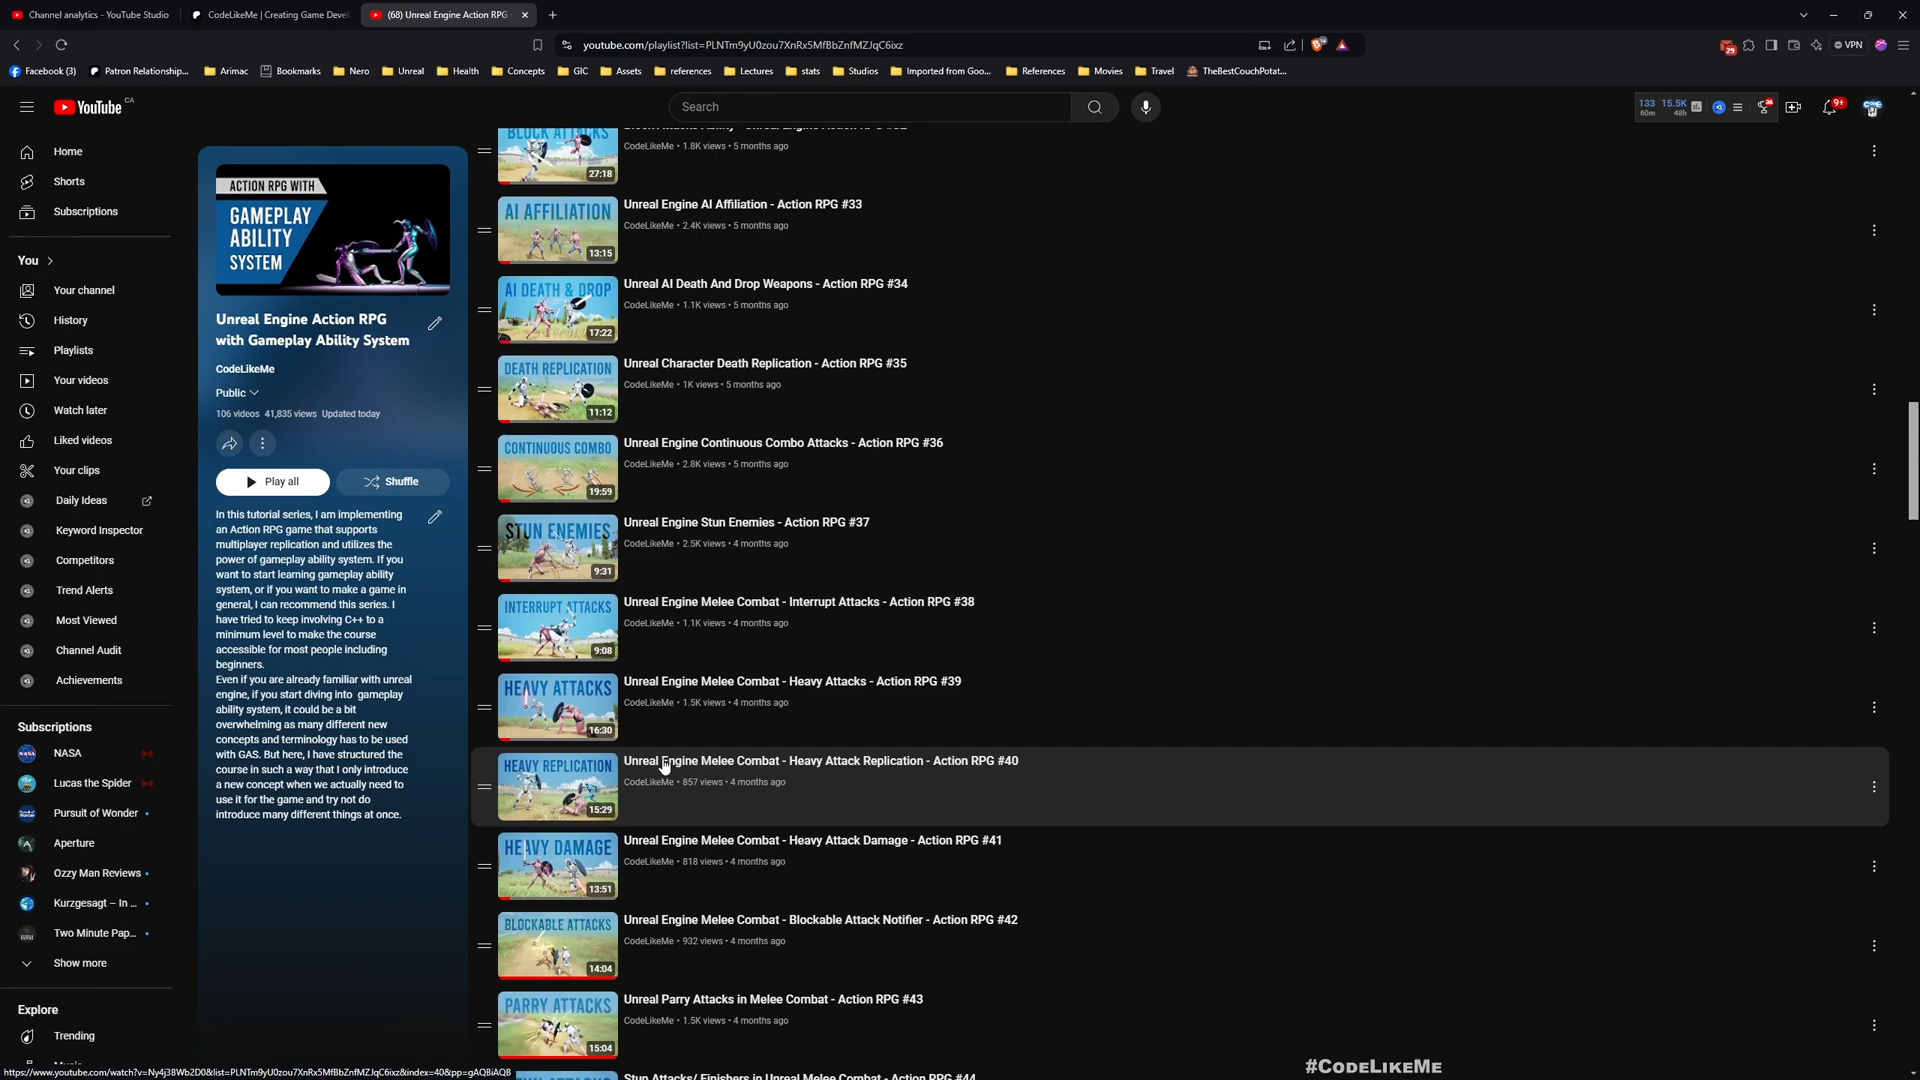 Channel analytics - YouTube Studio
CodeLikeMe | Creating Game Devel
(68) Unreal Engine Action RPG
youtube.com/playlist?list=PLNTm9yU0zou7XnRx5MfBbZnfMZJqC6ixz
VPN
29
Facebook (3)
Patron Relationship...
Arimac
Bookmarks
Nero
Unreal
Health
Concepts
GIC
Assets
references
Lectures
stats
Studios
Imported from Goo...
References
Movies
Travel
TheBestCouchPotat...
YouTube CA
Search
133 15.5K
60m 48h
9+
Home
Shorts
Subscriptions
You
Your channel
History
Playlists
Your videos
Watch later
Liked videos
Your clips
Daily Ideas
Keyword Inspector
Competitors
Trend Alerts
Most Viewed
Channel Audit
Achievements
Subscriptions
NASA
Lucas the Spider
Pursuit of Wonder
Aperture
Ozzy Man Reviews
Kurzgesagt – In ...
Two Minute Pap...
Show more
Explore
Trending
ACTION RPG WITH
GAMEPLAY
ABILITY
SYSTEM
Unreal Engine Action RPG
with Gameplay Ability System
CodeLikeMe
Public
106 videos 41,835 views Updated today
Play all
Shuffle
In this tutorial series, I am implementing
an Action RPG game that supports
multiplayer replication and utilizes the
power of gameplay ability system. If you
want to start learning gameplay ability
system, or if you want to make a game in
general, I can recommend this series. I
have tried to keep involving C++ to a
minimum level to make the course
accessible for most people including
beginners.
Even if you are already familiar with unreal
engine, if you start diving into gameplay
ability system, it could be a bit
overwhelming as many different new
concepts and terminology has to be used
with GAS. But here, I have structured the
course in such a way that I only introduce
a new concept when we actually need to
use it for the game and try not do
introduce many different things at once.
BLOCK ATTACKS
27:18
CodeLikeMe • 1.8K views • 5 months ago
AI AFFILIATION
13:15
Unreal Engine AI Affiliation - Action RPG #33
CodeLikeMe • 2.4K views • 5 months ago
AI DEATH & DROP
17:22
Unreal AI Death And Drop Weapons - Action RPG #34
CodeLikeMe • 1.1K views • 5 months ago
DEATH REPLICATION
11:12
Unreal Character Death Replication - Action RPG #35
CodeLikeMe • 1K views • 5 months ago
CONTINUOUS COMBO
19:59
Unreal Engine Continuous Combo Attacks - Action RPG #36
CodeLikeMe • 2.8K views • 5 months ago
STUN ENEMIES
9:31
Unreal Engine Stun Enemies - Action RPG #37
CodeLikeMe • 2.5K views • 4 months ago
INTERRUPT ATTACKS
9:08
Unreal Engine Melee Combat - Interrupt Attacks - Action RPG #38
CodeLikeMe • 1.1K views • 4 months ago
HEAVY ATTACKS
16:30
Unreal Engine Melee Combat - Heavy Attacks - Action RPG #39
CodeLikeMe • 1.5K views • 4 months ago
HEAVY REPLICATION
15:29
Unreal Engine Melee Combat - Heavy Attack Replication - Action RPG #40
CodeLikeMe • 857 views • 4 months ago
HEAVY DAMAGE
13:51
Unreal Engine Melee Combat - Heavy Attack Damage - Action RPG #41
CodeLikeMe • 818 views • 4 months ago
BLOCKABLE ATTACKS
14:04
Unreal Engine Melee Combat - Blockable Attack Notifier - Action RPG #42
CodeLikeMe • 932 views • 4 months ago
PARRY ATTACKS
15:04
Unreal Parry Attacks in Melee Combat - Action RPG #43
CodeLikeMe • 1.5K views • 4 months ago
Stun Attacks/ Finishers in Unreal Melee Combat - Action RPG #44
https://www.youtube.com/watch?v=Ny4j3BWb2D0&list=PLNTm9yU0zou7XnRx5MfBbZnfMZJqC6ixz&index=40&pp=gAQBiAQB
#CODELIKEME